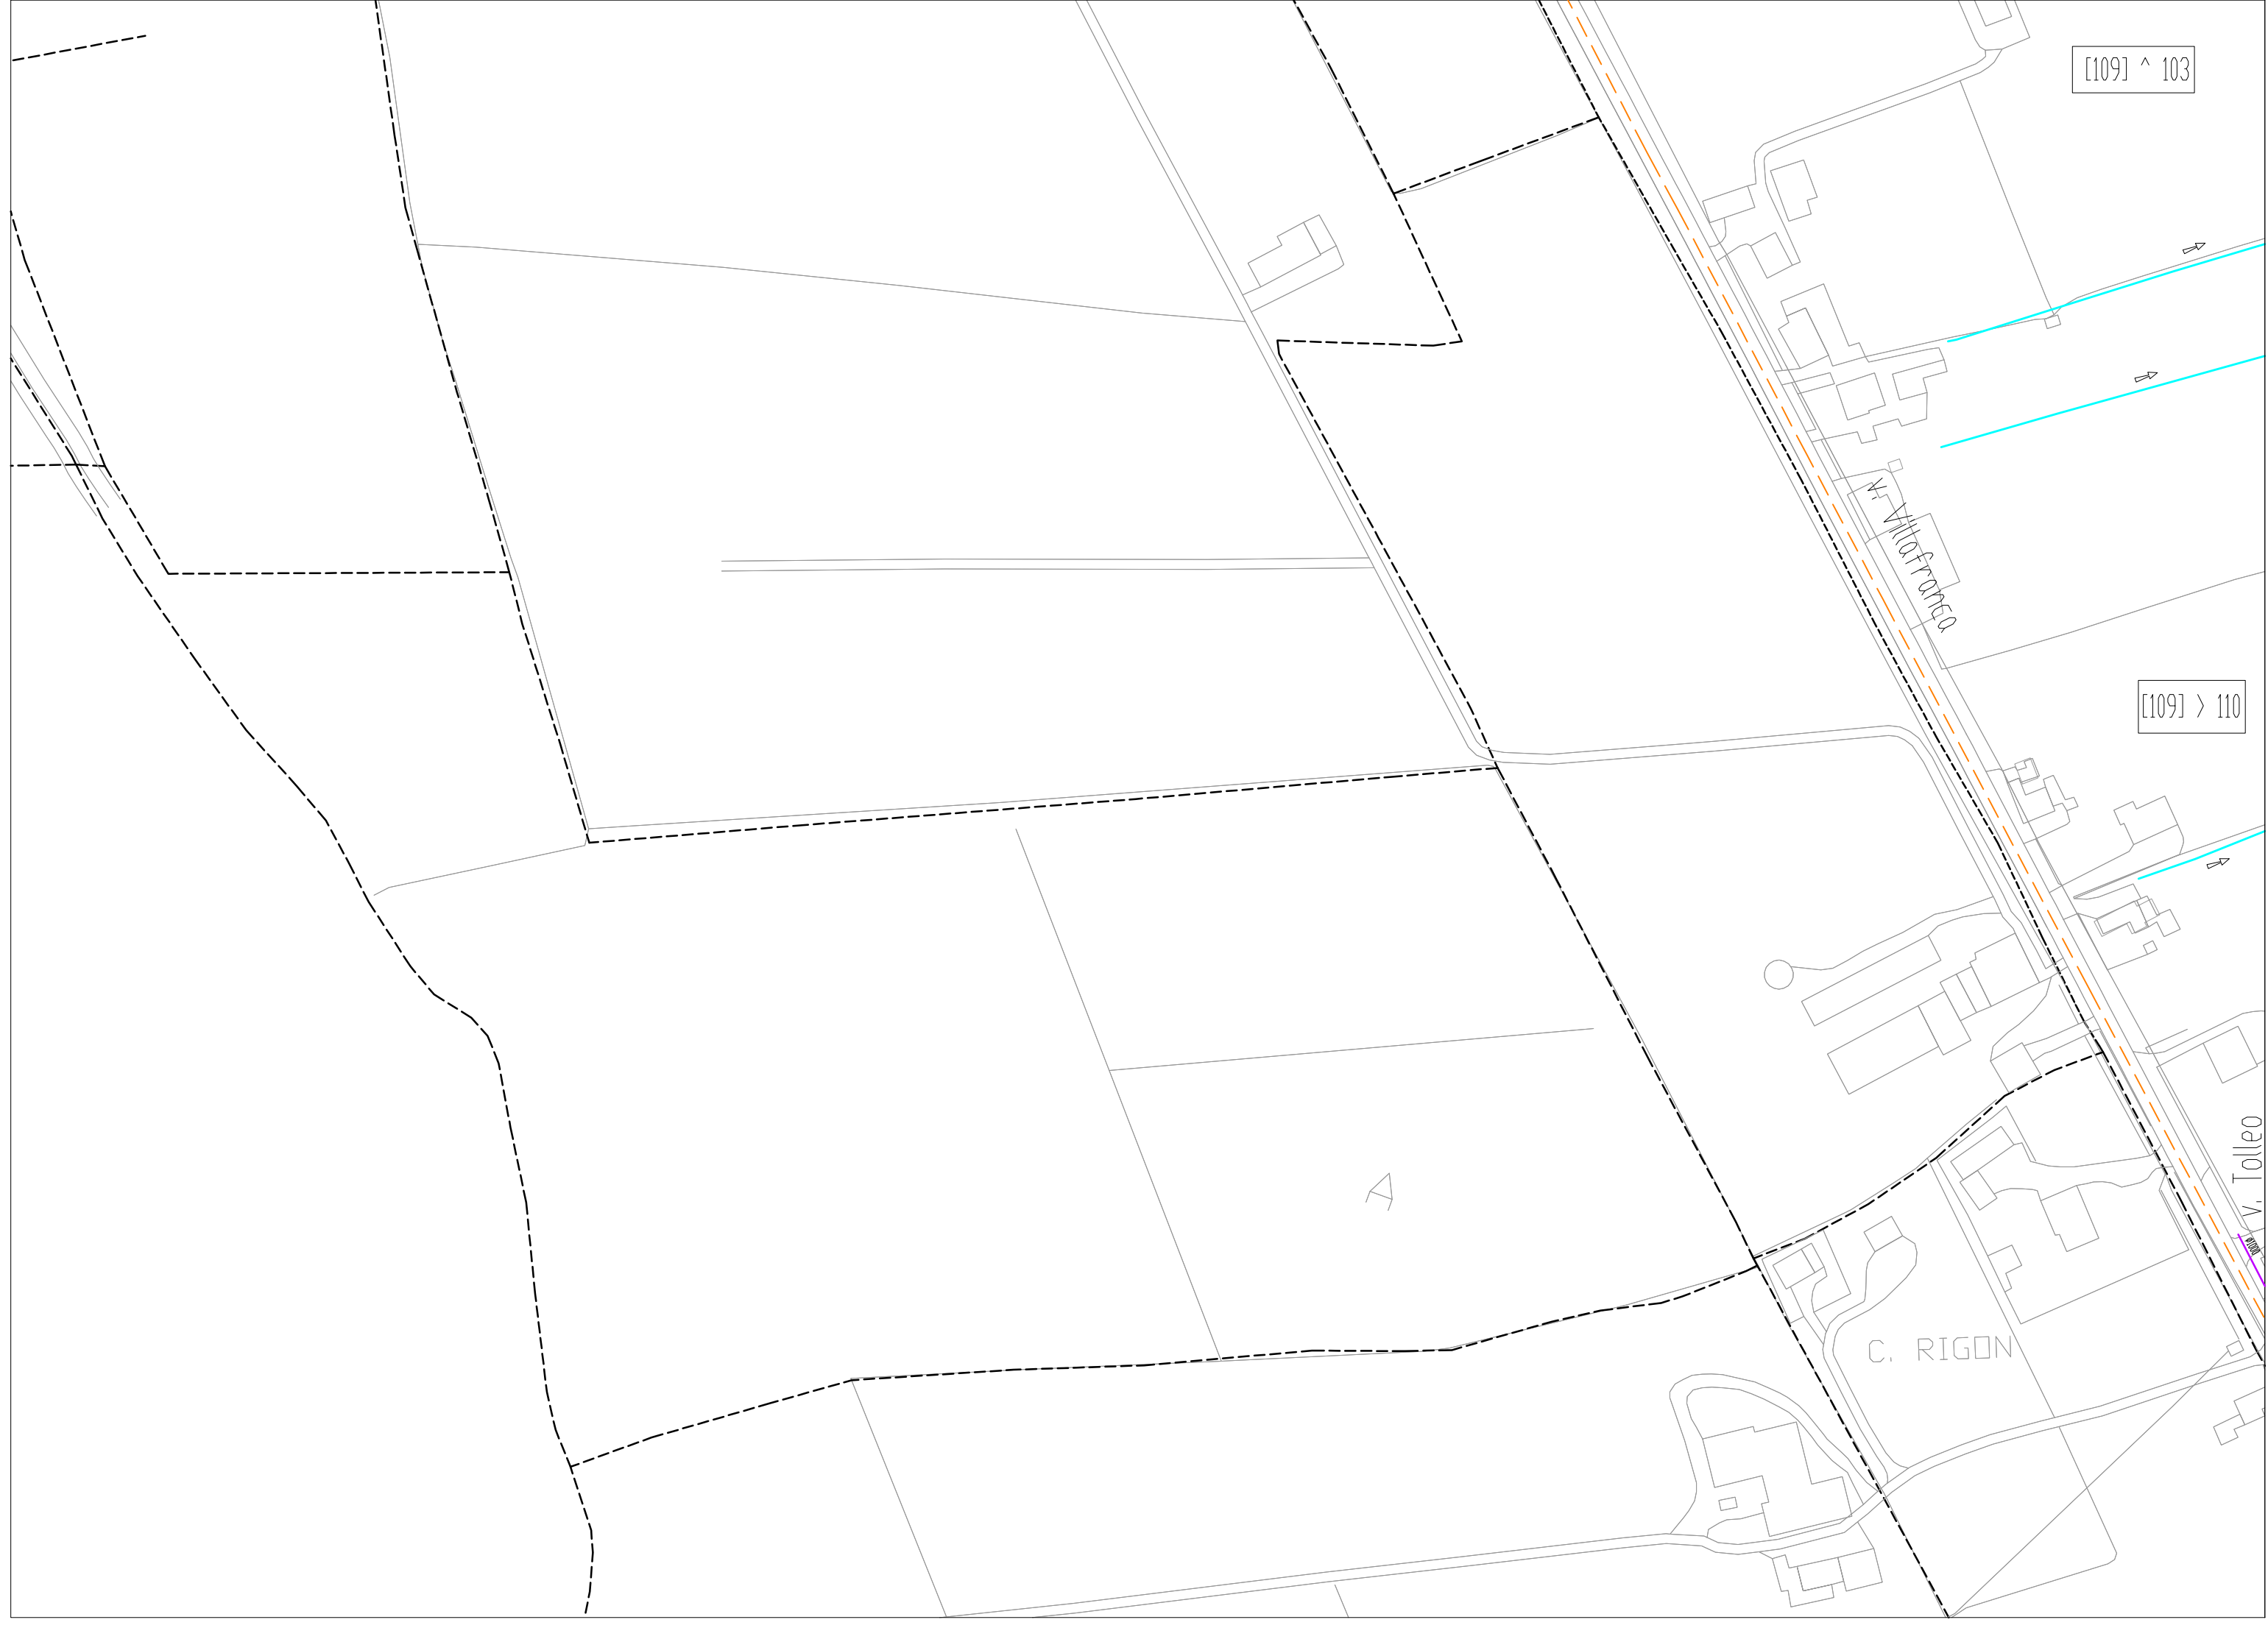 [109] ^ 103
V. Villafranca
[109] > 110
V. Tolleo
C. RIGON